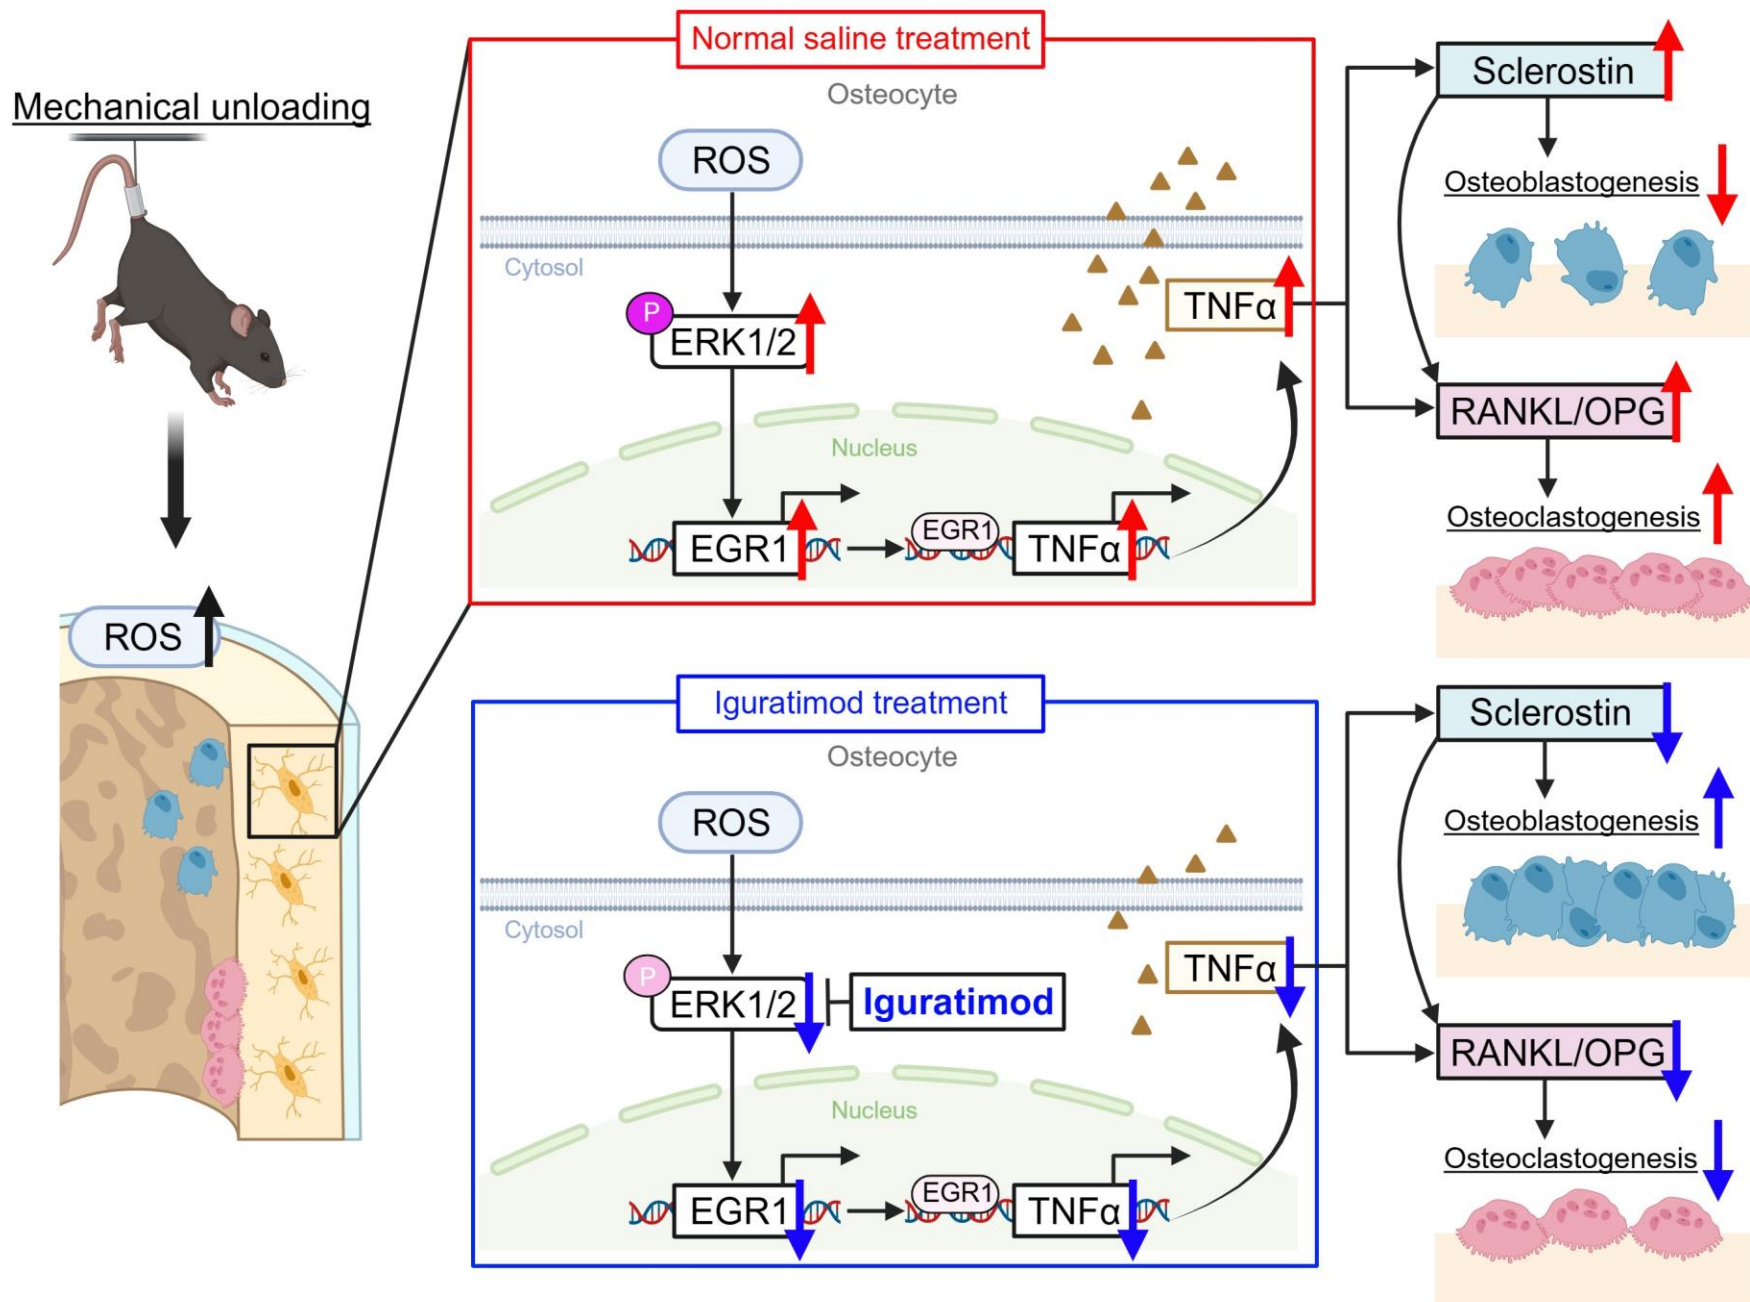 Mechanical unloading
ROS
Normal saline treatment
Osteocyte
ROS
Cytosol
P
ERK1/2
TNFα
Nucleus
EGR1
EGR1
TNFα
Sclerostin
Osteoblastogenesis
RANKL/OPG
Osteoclastogenesis
Iguratimod treatment
Osteocyte
ROS
Cytosol
P
ERK1/2
Iguratimod
TNFα
Nucleus
EGR1
EGR1
TNFα
Sclerostin
Osteoblastogenesis
RANKL/OPG
Osteoclastogenesis